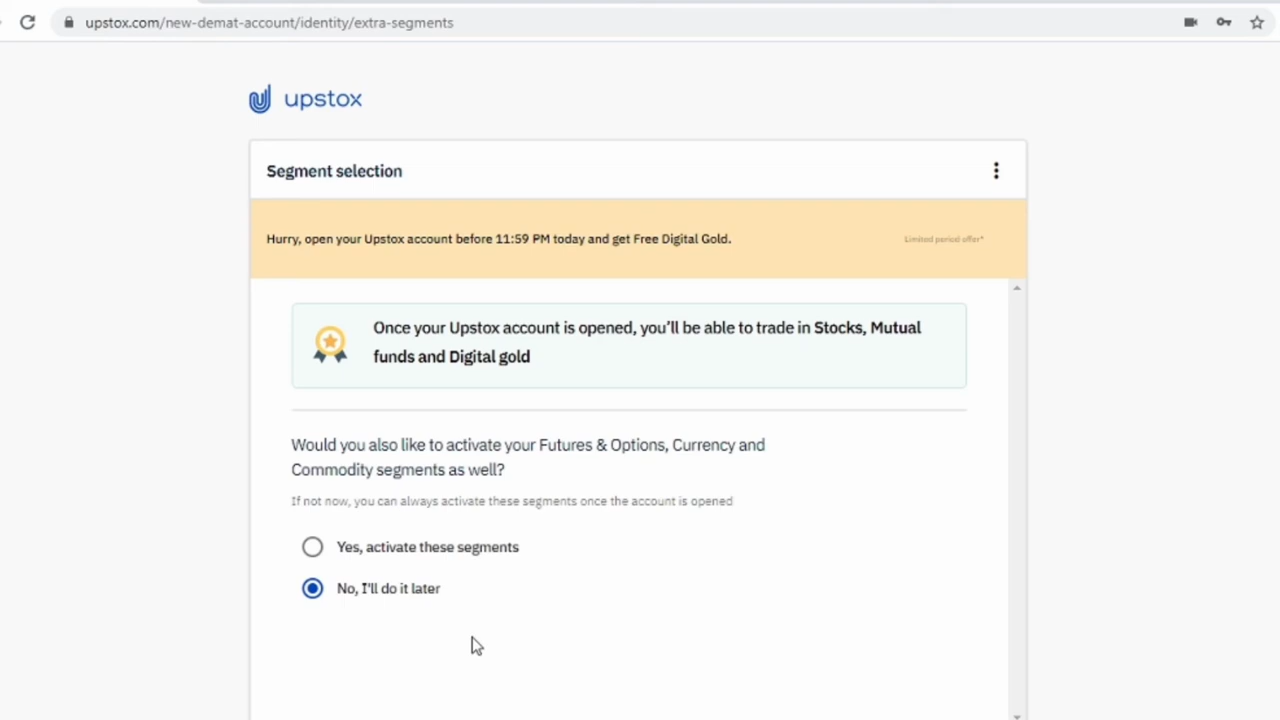 upstox.com/new-demat-account/identity/extra-segments
upstox
Segment selection
Hurry, open your Upstox account before 11:59 PM today and get Free Digital Gold.
Limited period offer*
Once your Upstox account is opened, you'll be able to trade in Stocks, Mutual
funds and Digital gold
Would you also like to activate your Futures & Options, Currency and
Commodity segments as well?
If not now, you can always activate these segments once the account is opened
Yes, activate these segments
No, I'll do it later